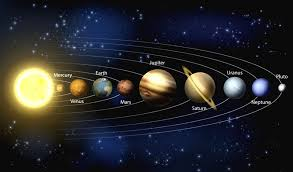 Mercury
Venus
Earth
Mars
Jupiter
Saturn
Uranus
Neptune
Pluto